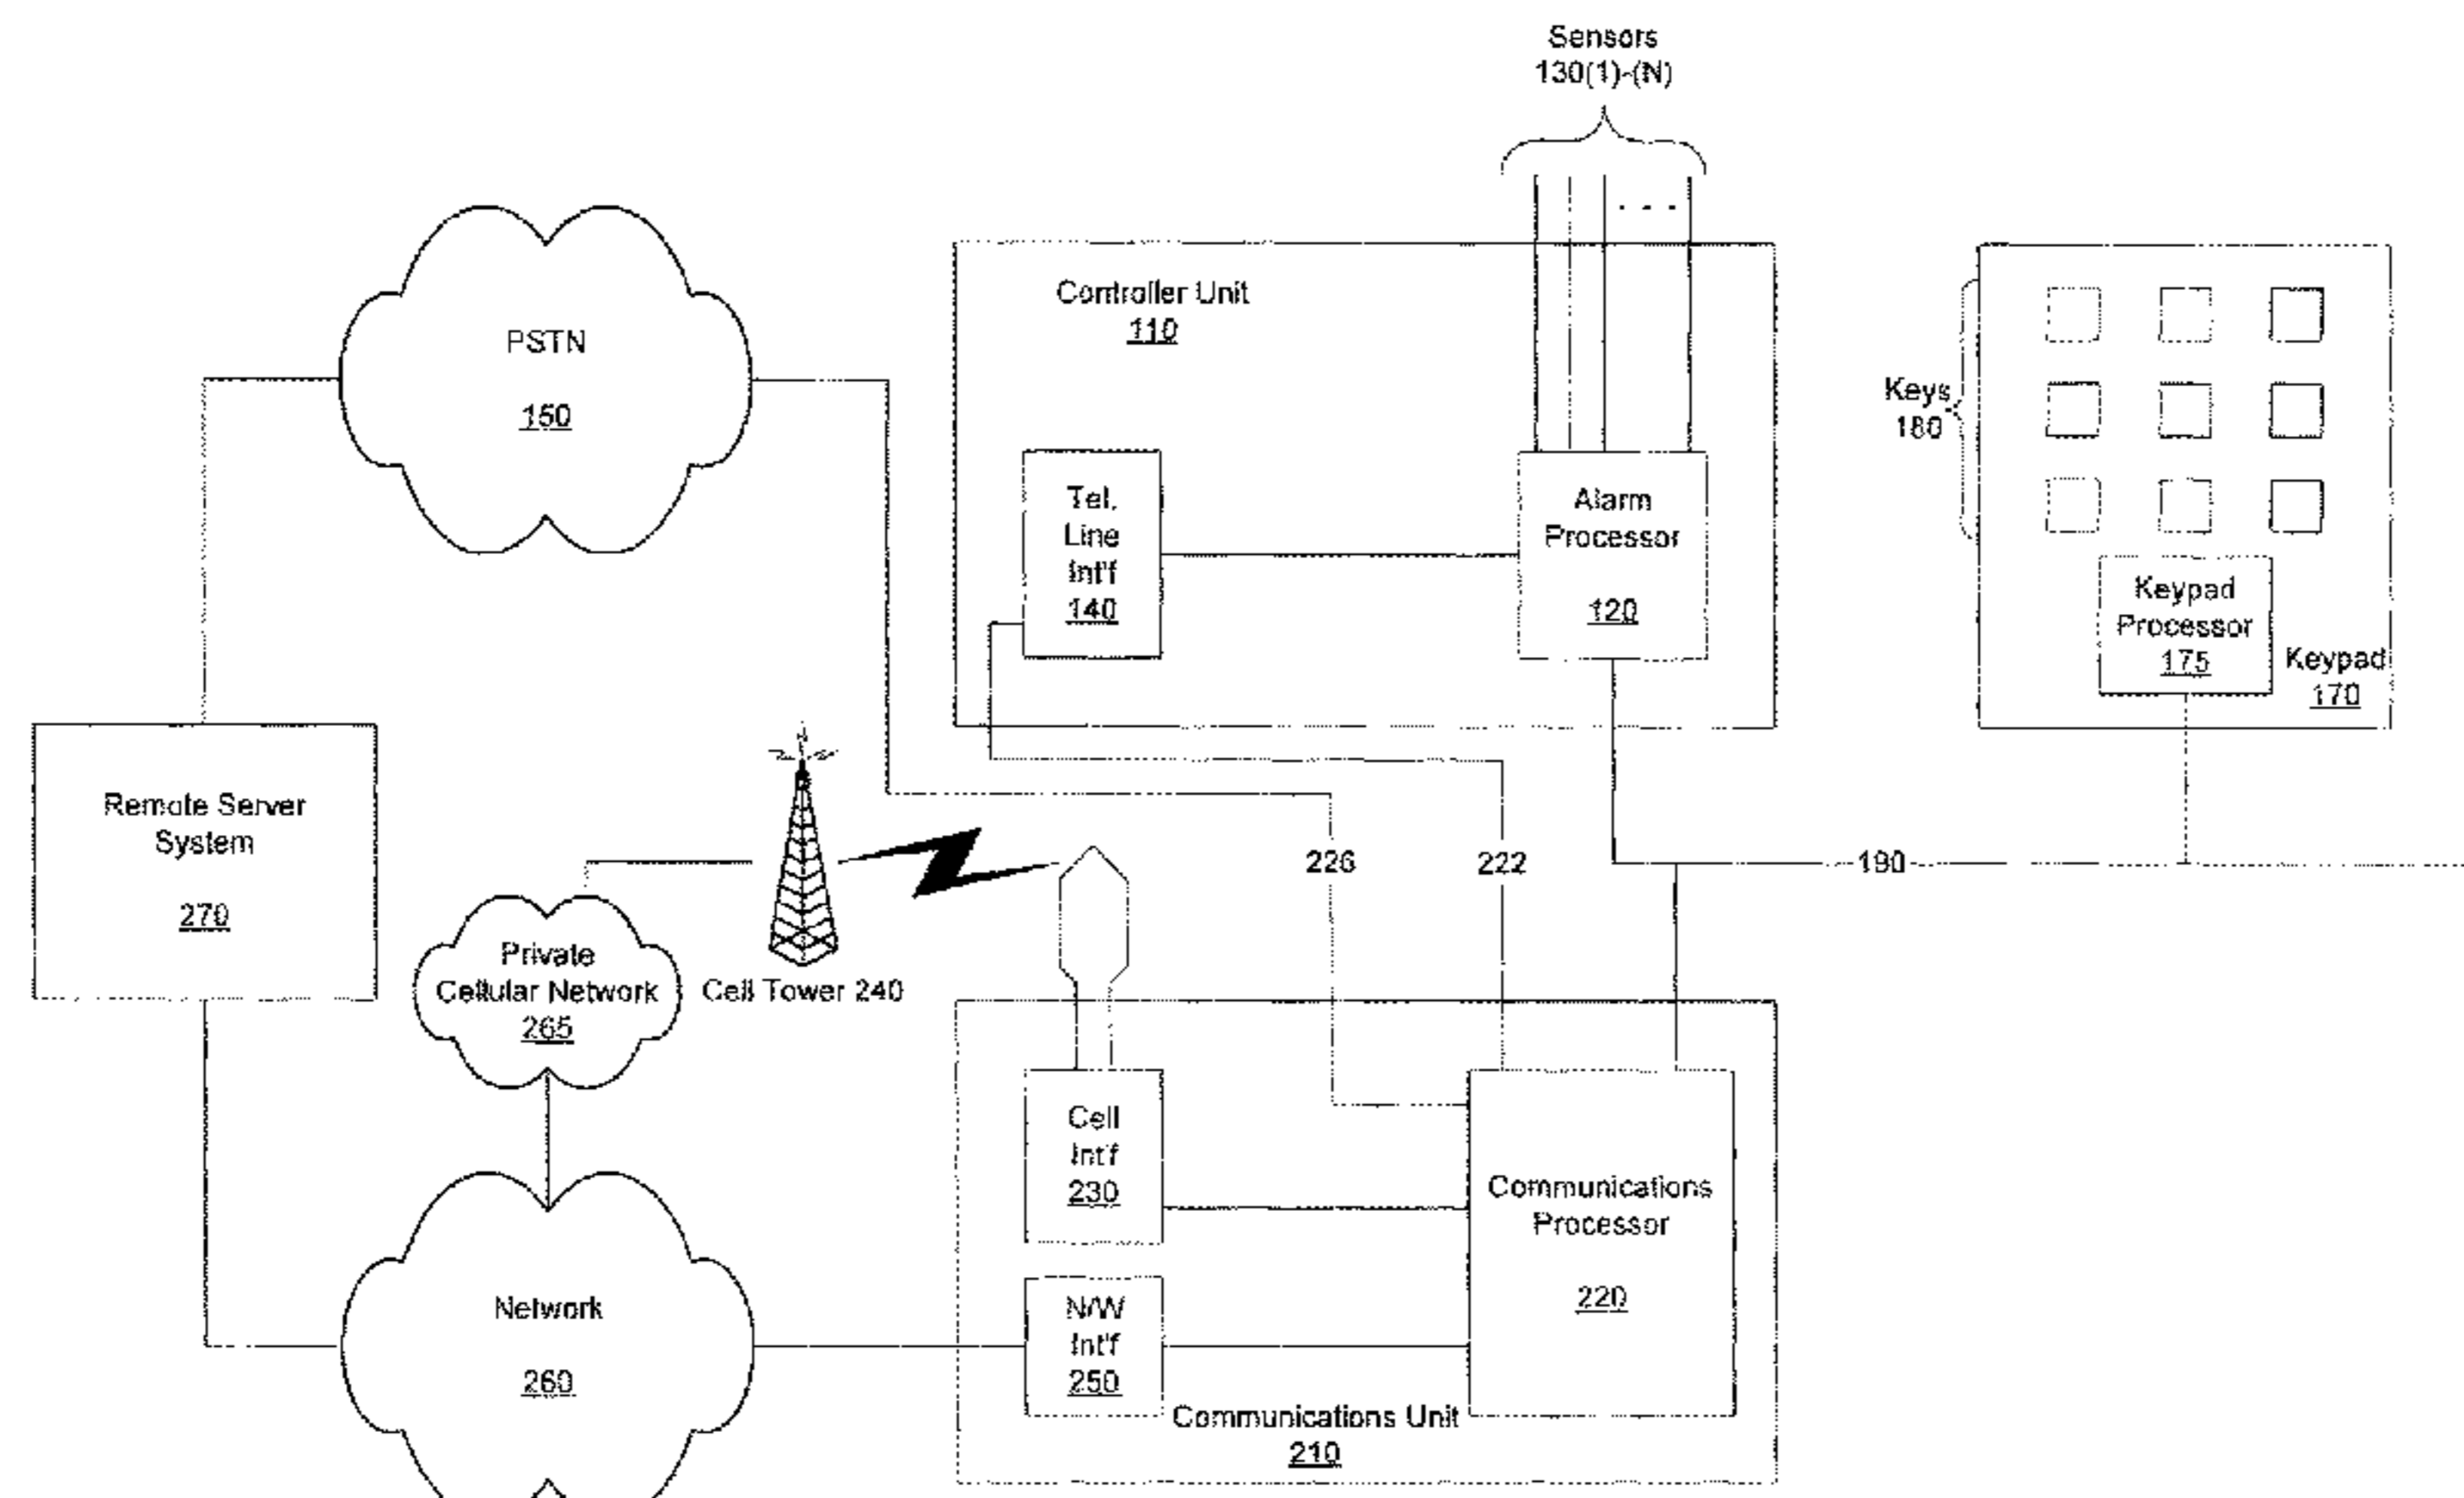 Sensors
130(1)-(N)
Controller Unit
110
PSTN
150
Keys
180
Tel.
Line
Int'f
140
Alarm
Processor
120
Keypad
Processor
175
Keypad
170
Remote Server
System
270
226
222
190
Private
Cellular Network
265
Cell Tower 240
Cell
Int'f
230
Communications
Processor
220
Network
260
N/W
Int'f
250
Communications Unit
210